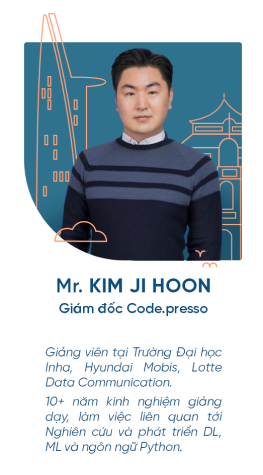 Mr. KIM JI HOON
Giám đốc Code.presso
Giảng viên tại Trường Đại học
Inha, Hyundai Mobis, Lotte
Data Communication.
10+ năm kinh nghiệm giảng
dạy, làm việc liên quan tới
Nghiên cứu và phát triển DL,
ML và ngôn ngữ Python.